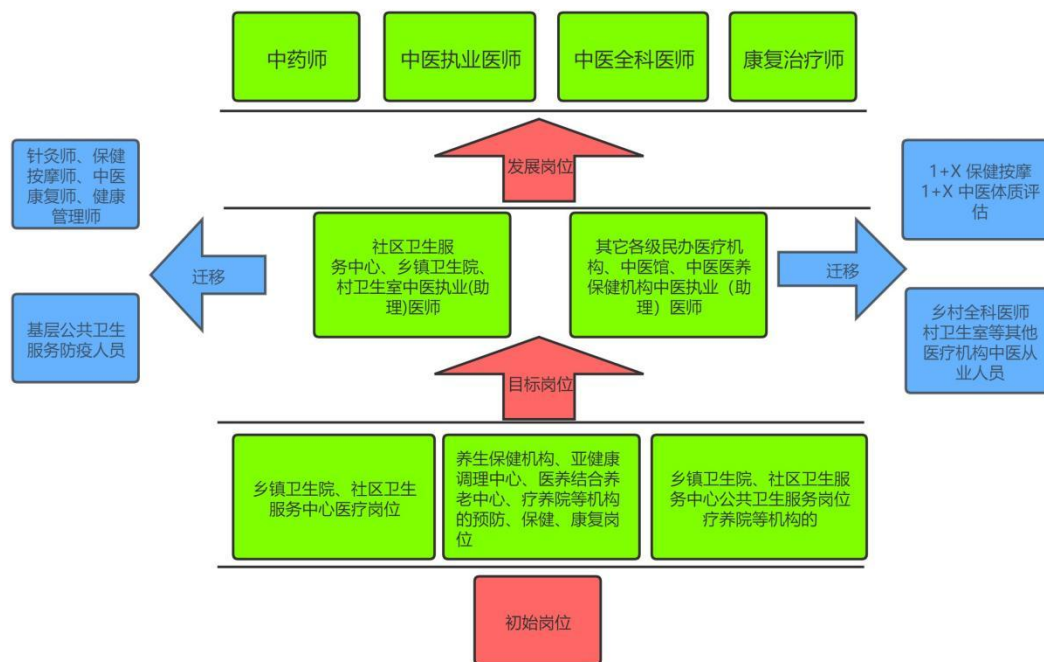 中药师
中医执业医师
中医全科医师
康复治疗师
发展岗位
针灸师、保健
按摩师、中医
康复师、健康
管理师
1+X 保健按摩
1+X 中医体质评
估
社区卫生服
务中心、乡镇卫生院、
村卫生室中医执业(助
理)医师
其它各级民办医疗机
构、中医馆、中医医养
保健机构中医执业（助
理）医师
迁移
迁移
基层公共卫生
服务防疫人员
乡村全科医师
村卫生室等其他
医疗机构中医从
业人员
目标岗位
乡镇卫生院、社区卫生
服务中心医疗岗位
养生保健机构、亚健康
调理中心、医养结合养
老中心、疗养院等机构
的预防、保健、康复岗
位
乡镇卫生院、社区卫生服
务中心公共卫生服务岗位
疗养院等机构的
初始岗位